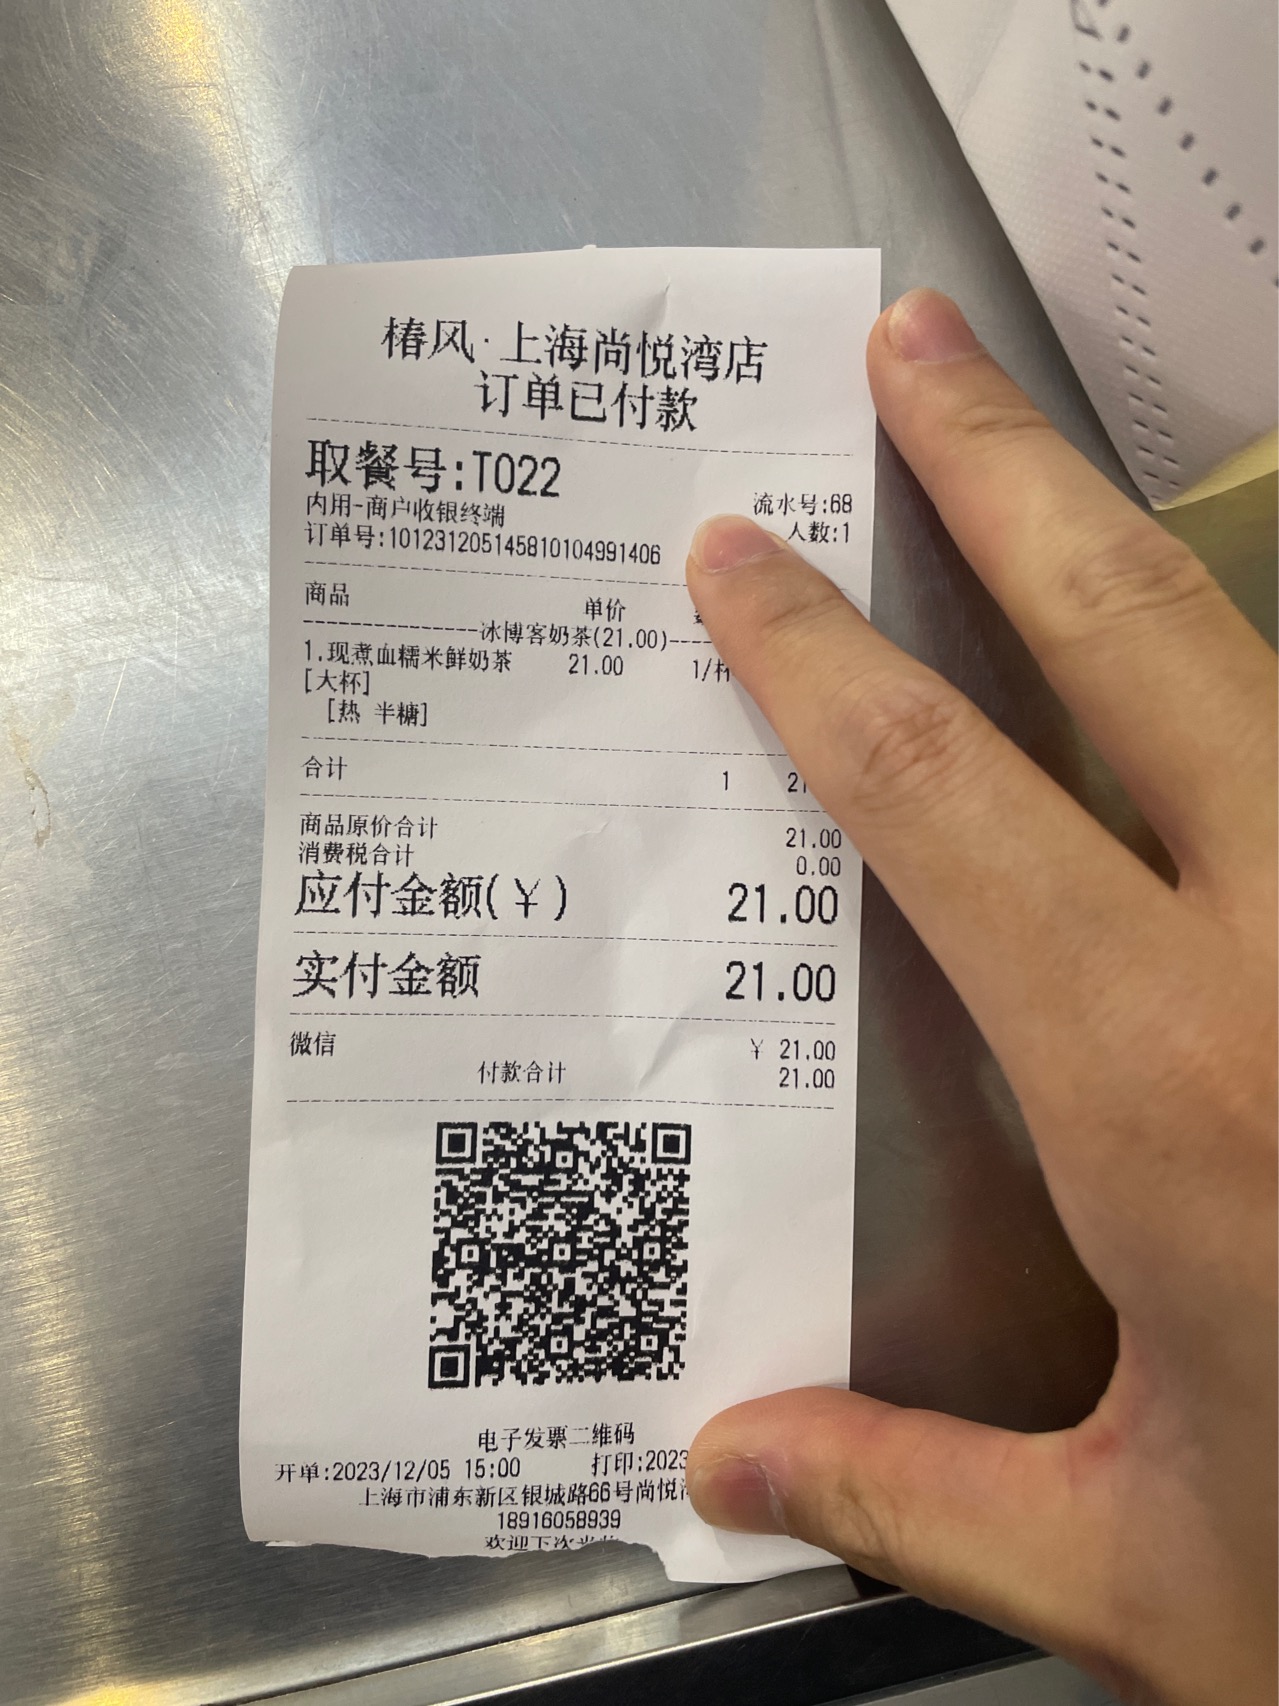 椿风·上海尚悦湾店
订单已付款
取餐号:T022
内用-商户收银终端 流水号:68
订单号:101231205145810104991406 人数:1
商品 单价
冰博客奶茶(21.00)
1.现煮血糯米鲜奶茶 21.00 1/杯
[大杯]
[热 半糖]
合计 1 21
商品原价合计 21.00
消费税合计 0.00
应付金额(¥) 21.00
实付金额 21.00
微信 ¥ 21.00
付款合计 21.00
电子发票二维码
开单:2023/12/05 15:00 打印:2023
上海市浦东新区银城路66号尚悦
18916058939
欢迎下次